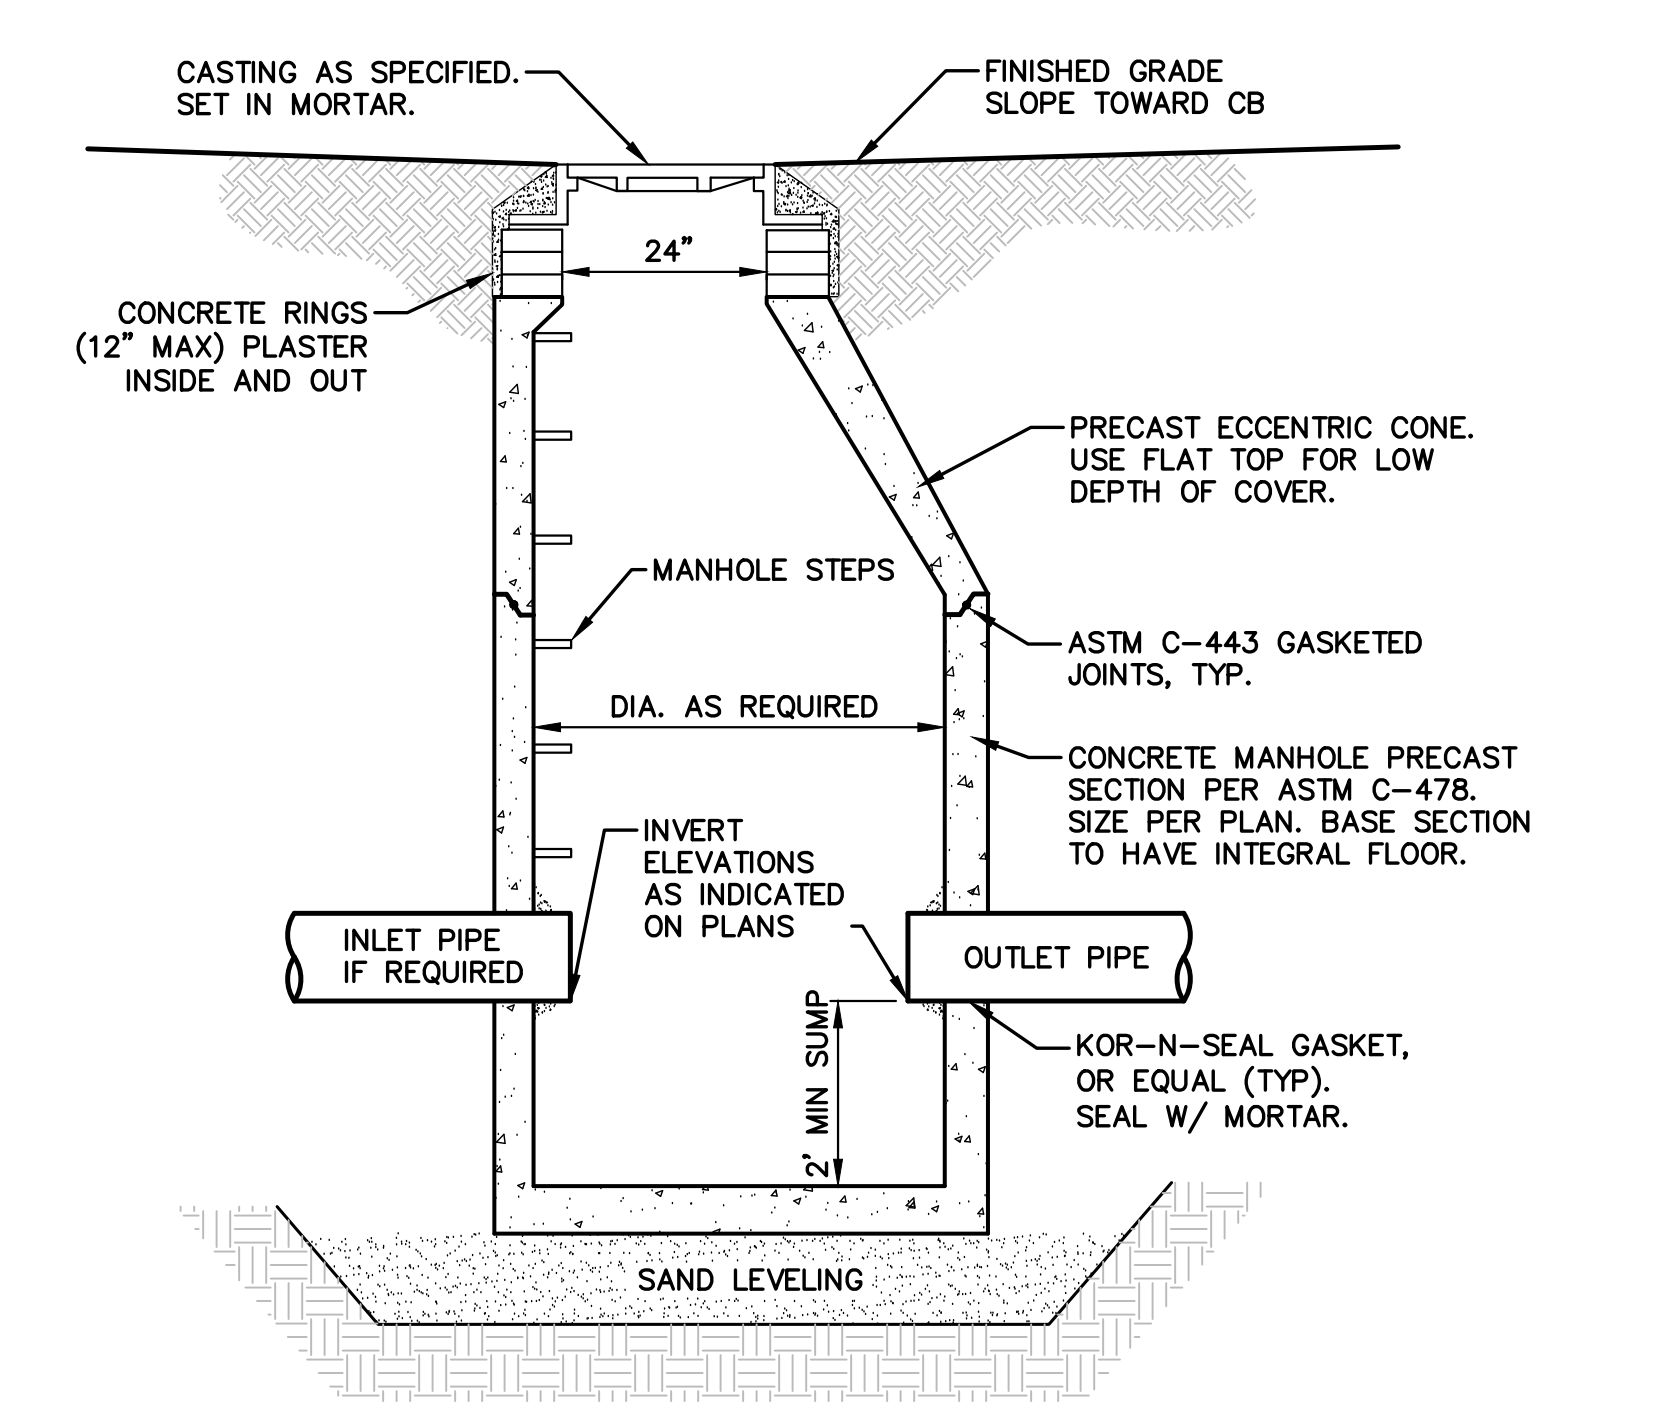 CASTING AS SPECIFIED.
SET IN MORTAR.
FINISHED GRADE
SLOPE TOWARD CB
24"
CONCRETE RINGS
(12" MAX) PLASTER
INSIDE AND OUT
PRECAST ECCENTRIC CONE.
USE FLAT TOP FOR LOW
DEPTH OF COVER.
MANHOLE STEPS
ASTM C-443 GASKETED
JOINTS, TYP.
DIA. AS REQUIRED
CONCRETE MANHOLE PRECAST
SECTION PER ASTM C-478.
SIZE PER PLAN. BASE SECTION
TO HAVE INTEGRAL FLOOR.
INVERT
ELEVATIONS
AS INDICATED
ON PLANS
INLET PIPE
IF REQUIRED
OUTLET PIPE
2' MIN SUMP
KOR-N-SEAL GASKET,
OR EQUAL (TYP).
SEAL W/ MORTAR.
SAND LEVELING